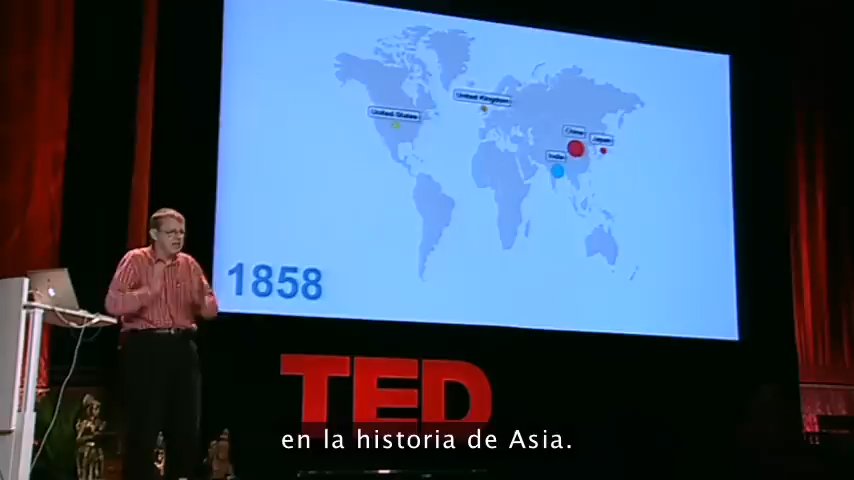 United Kingdom
United States
China
Japan
India
1858
TED
en la historia de Asia.